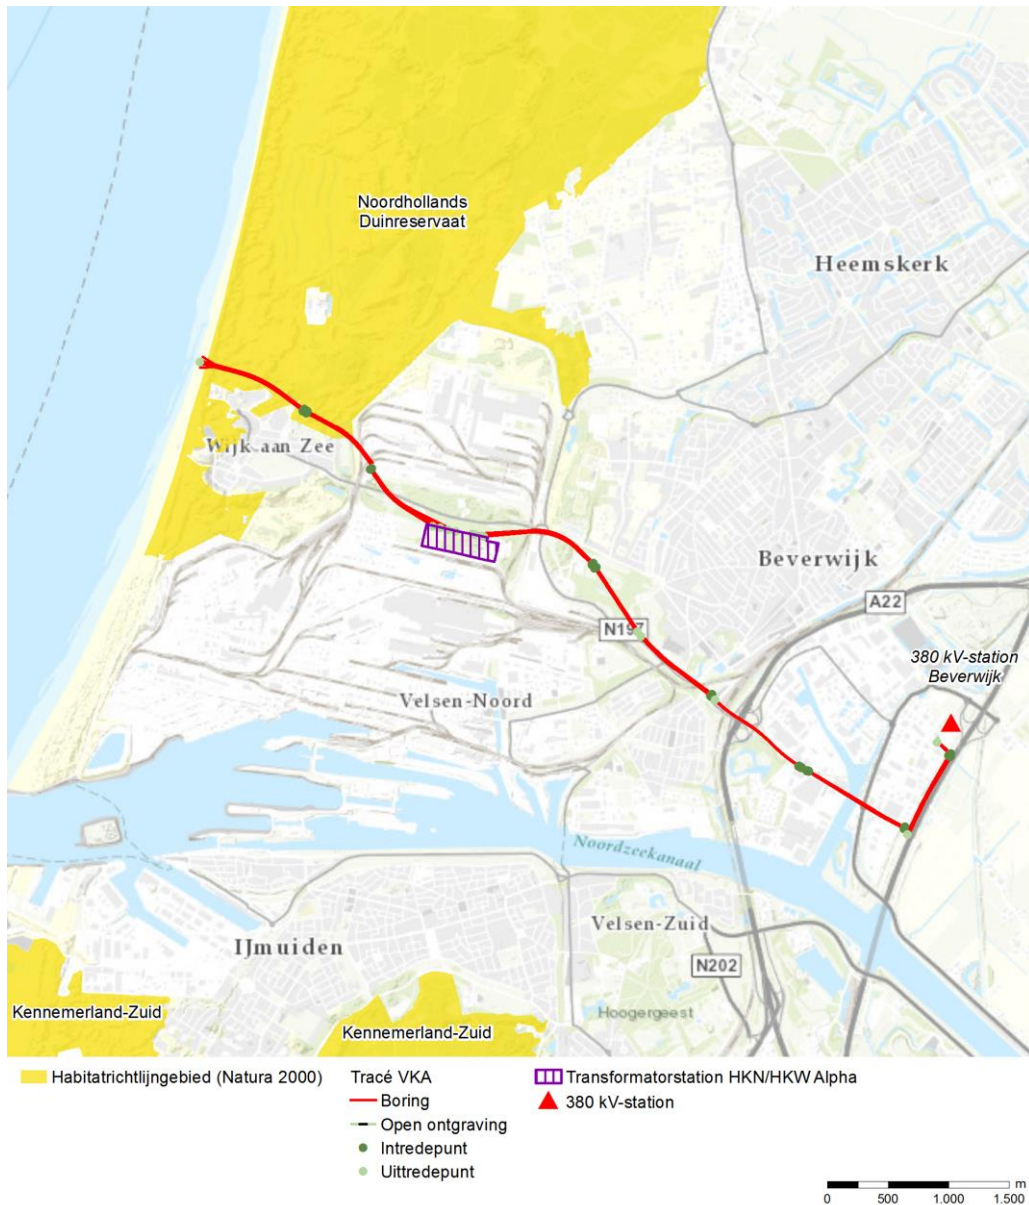 Noordhollands
Duinreservaat
Heemskerk
Wijk aan Zee
Beverwijk
A22
N197
380 kV-station
Beverwijk
Velsen-Noord
Noordzeekanaal
Velsen-Zuid
IJmuiden
N202
Kennemerland-Zuid
Hoogergeest
Kennemerland-Zuid
Habitatrichtlijngebied (Natura 2000)
Tracé VKA
Boring
Open ontgraving
Intredepunt
Uittredepunt
Transformatorstation HKN/HKW Alpha
380 kV-station
m
0 500 1.000 1.500